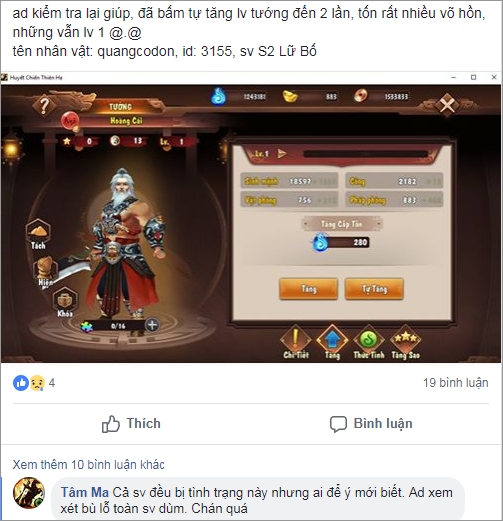 ad kiểm tra lại giúp, đã bấm tự tăng lv tướng đến 2 lần, tốn rất nhiều võ hồn,
những vẫn lv 1 @.@
tên nhân vật: quangcodon, id: 3155, sv S2 Lữ Bố
Huyết Chiến Thiên Hạ
1243181 883 1533833
TƯỚNG
Hoàng Cái
0 13 Lv. 1
Lv. 1
Sinh mệnh 18597 Công 2182
Vật phòng 756 Pháp phòng 883
Tăng Cấp Tốn
280
Tách
Hiện
Khóa
Tăng Tự Tăng
0/16
Chi Tiết Tăng Thức Tỉnh Tăng Sao
4 19 bình luận
Thích Bình luận
Xem thêm 10 bình luận khác
Tâm Ma Cả sv đều bị tình trạng này nhưng ai để ý mới biết. Ad xem
xét bù lỗ toàn sv dùm. Chán quá